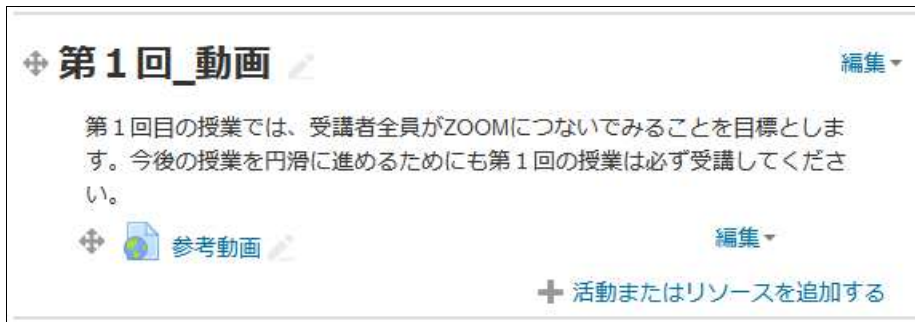 第１回_動画
編集
第１回目の授業では、受講者全員がZOOMにつないでみることを目標としま
す。今後の授業を円滑に進めるためにも第１回の授業は必ず受講してくださ
い。
参考動画
編集
活動またはリソースを追加する